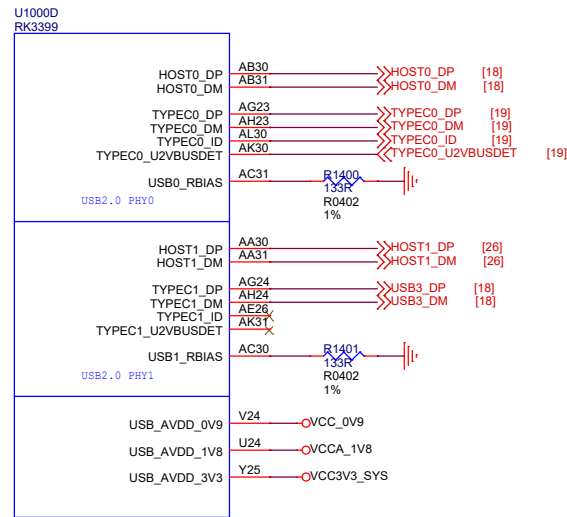 U1000D
RK3399
HOST0_DP AB30 HOST0_DP [18]
HOST0_DM AB31 HOST0_DM [18]
TYPEC0_DP AG23 TYPEC0_DP [19]
TYPEC0_DM AH23 TYPEC0_DM [19]
TYPEC0_ID AL30 TYPEC0_ID [19]
TYPEC0_U2VBUSDET AK30 TYPEC0_U2VBUSDET [19]
USB0_RBIAS AC31 R1400
133R
R0402
1%
USB2.0 PHY0
HOST1_DP AA30 HOST1_DP [26]
HOST1_DM AA31 HOST1_DM [26]
TYPEC1_DP AG24 USB3_DP [18]
TYPEC1_DM AH24 USB3_DM [18]
TYPEC1_ID AE26
TYPEC1_U2VBUSDET AK31
USB1_RBIAS AC30 R1401
133R
R0402
1%
USB2.0 PHY1
USB_AVDD_0V9 V24 VCC_0V9
USB_AVDD_1V8 U24 VCCA_1V8
USB_AVDD_3V3 Y25 VCC3V3_SYS